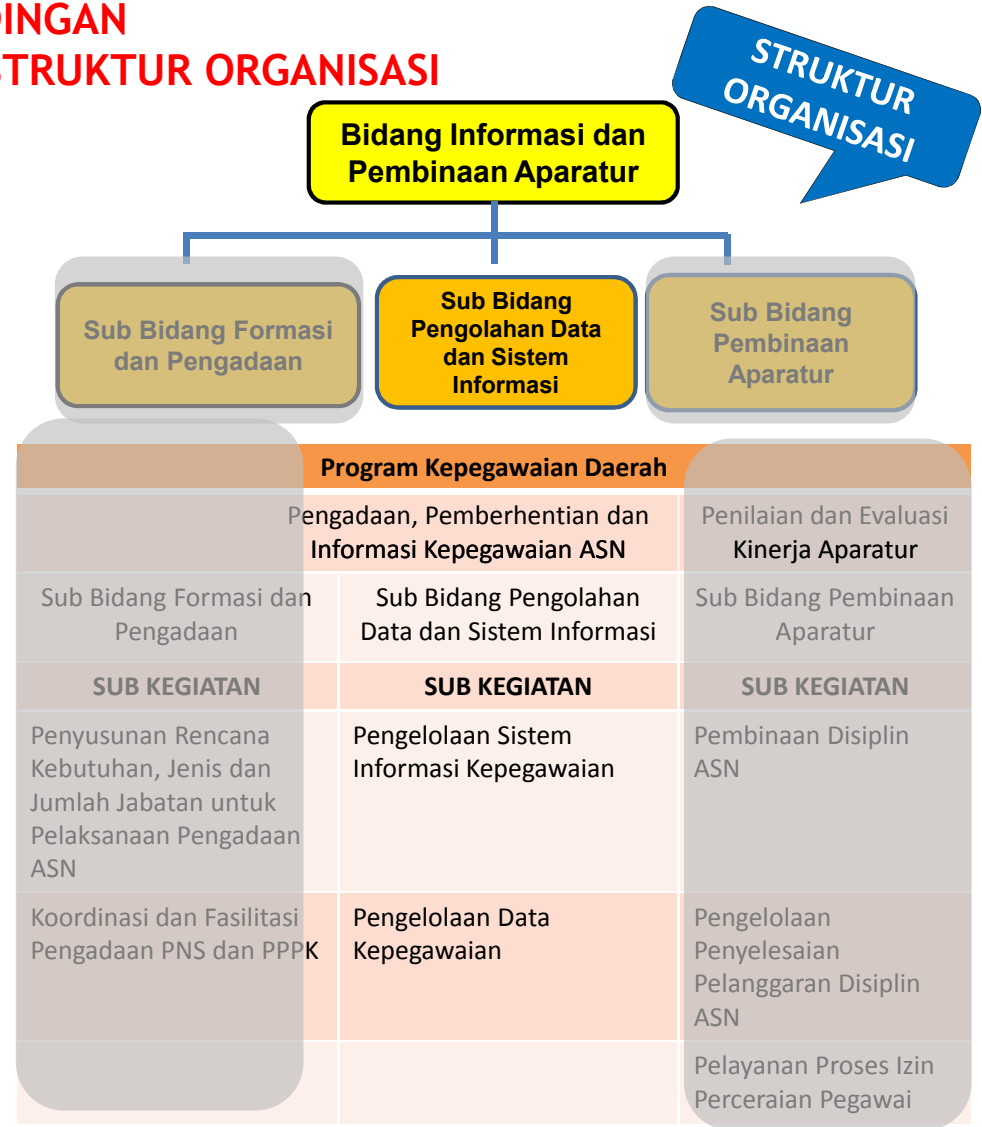 DINGAN
STRUKTUR ORGANISASI
STRUKTUR
ORGANISASI
Bidang Informasi dan
Pembinaan Aparatur
Sub Bidang Formasi
dan Pengadaan
Sub Bidang
Pengolahan Data
dan Sistem
Informasi
Sub Bidang
Pembinaan
Aparatur
Program Kepegawaian Daerah
Pengadaan, Pemberhentian dan
Informasi Kepegawaian ASN
Penilaian dan Evaluasi
Kinerja Aparatur
Sub Bidang Formasi dan
Pengadaan
Sub Bidang Pengolahan
Data dan Sistem Informasi
Sub Bidang Pembinaan
Aparatur
SUB KEGIATAN
SUB KEGIATAN
SUB KEGIATAN
Penyusunan Rencana
Kebutuhan, Jenis dan
Jumlah Jabatan untuk
Pelaksanaan Pengadaan
ASN
Pengelolaan Sistem
Informasi Kepegawaian
Pembinaan Disiplin
ASN
Koordinasi dan Fasilitasi
Pengadaan PNS dan PPPK
Pengelolaan Data
Kepegawaian
Pengelolaan
Penyelesaian
Pelanggaran Disiplin
ASN
Pelayanan Proses Izin
Perceraian Pegawai